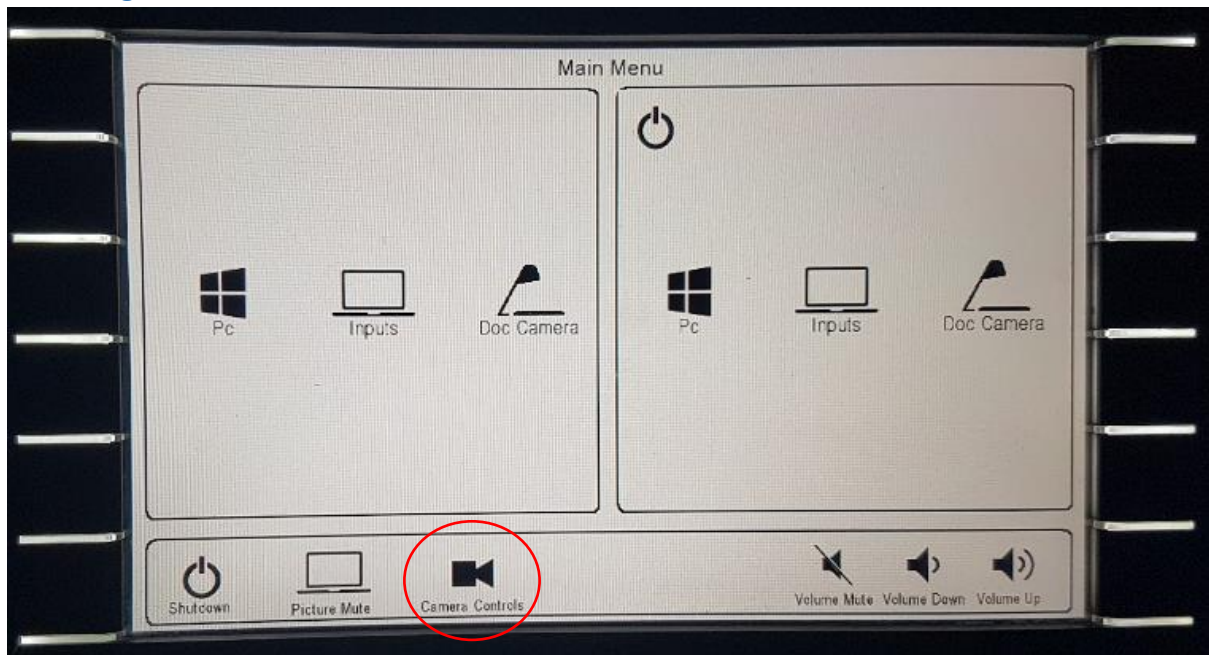 Main Menu
Pc Inputs Doc Camera
Pc Inputs Doc Camera
Shutdown Picture Mute Camera Controls Volume Mute Volume Down Volume Up